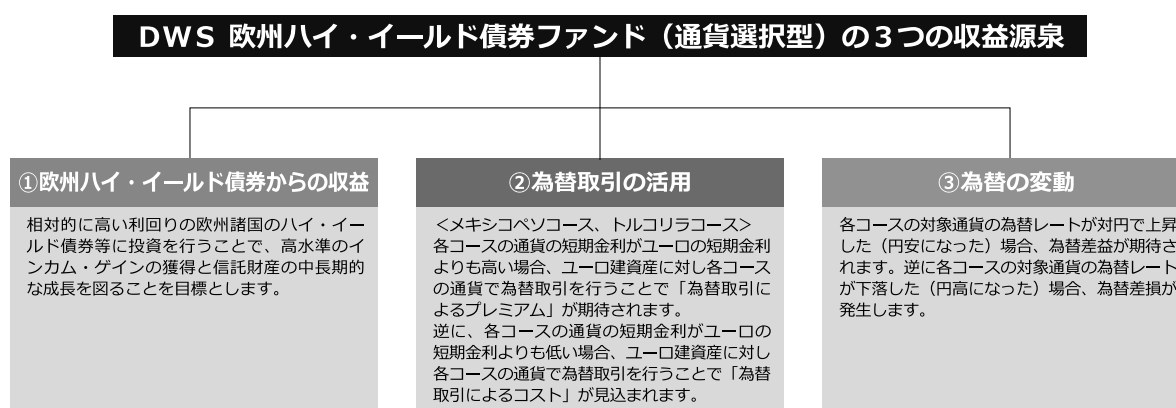 DWS 欧州ハイ・イールド債券ファンド（通貨選択型）の３つの収益源泉
①欧州ハイ・イールド債券からの収益
相対的に高い利回りの欧州諸国のハイ・イー
ルド債券等に投資を行うことで、高水準のイ
ンカム・ゲインの獲得と信託財産の中長期的
な成長を図ることを目標とします。
②為替取引の活用
＜メキシコペソコース、トルコリラコース＞
各コースの通貨の短期金利がユーロの短期金利
よりも高い場合、ユーロ建資産に対し各コース
の通貨で為替取引を行うことで「為替取引に
よるプレミアム」が期待されます。
逆に、各コースの通貨の短期金利がユーロの
短期金利よりも低い場合、ユーロ建資産に対し
各コースの通貨で為替取引を行うことで「為替
取引によるコスト」が見込まれます。
③為替の変動
各コースの対象通貨の為替レートが対円で上昇
した（円安になった）場合、為替差益が期待さ
れます。逆に各コースの対象通貨の為替レート
が下落した（円高になった）場合、為替差損が
発生します。